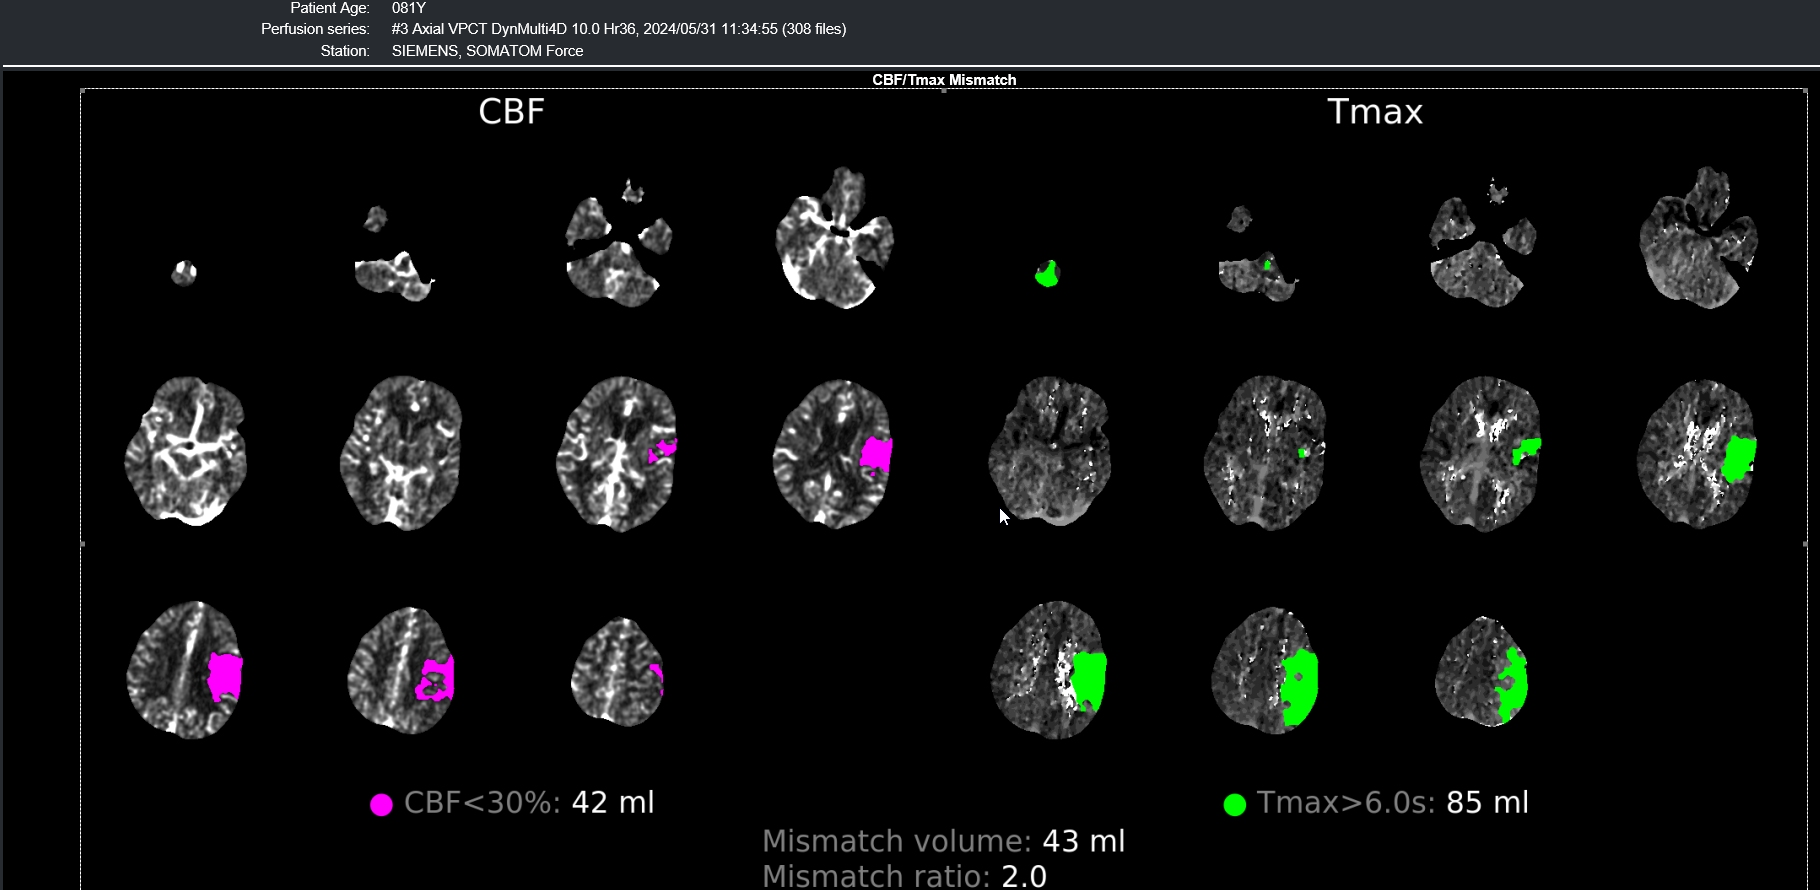 Patient Age: 081Y
Perfusion series: #3 Axial VPCT DynMulti4D 10.0 Hr36, 2024/05/31 11:34:55 (308 files)
Station: SIEMENS, SOMATOM Force
CBF/Tmax Mismatch
CBF Tmax
CBF<30%: 42 ml Tmax>6.0s: 85 ml
Mismatch volume: 43 ml
Mismatch ratio: 2.0